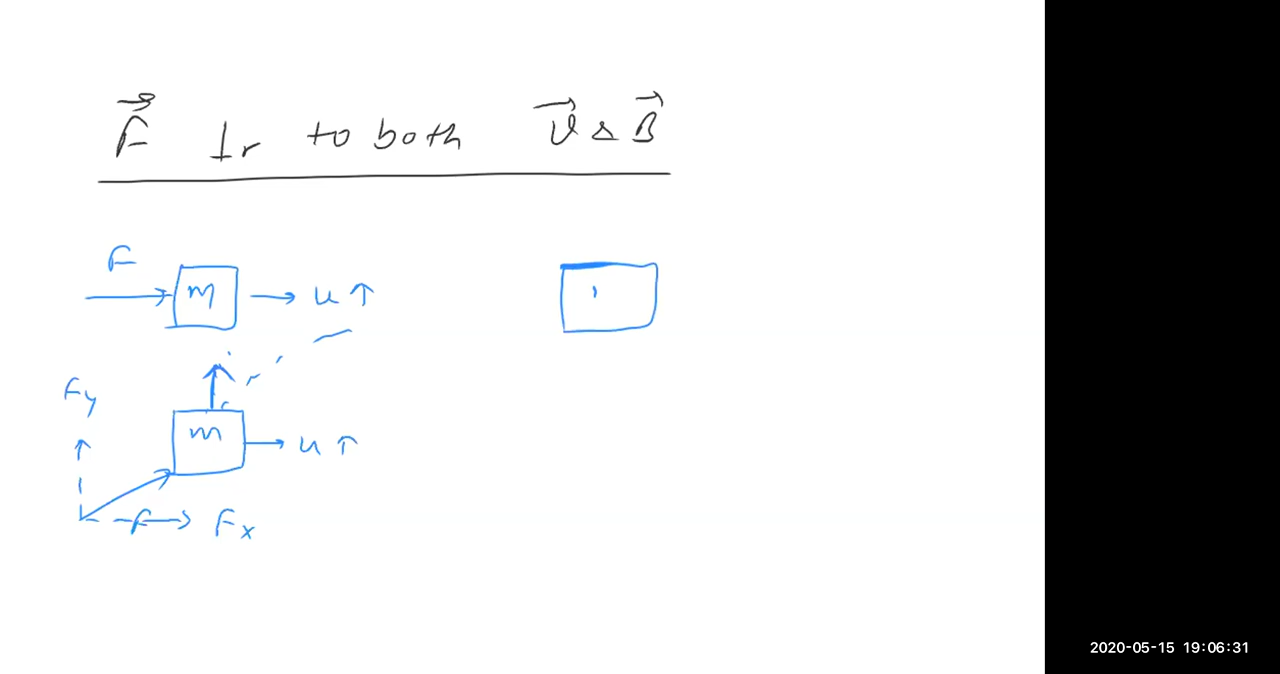 F⃗ ⊥r to both v⃗ & B⃗
F
m → u ↑
Fy
m → u ↑
F Fx
2020-05-15 19:06:31